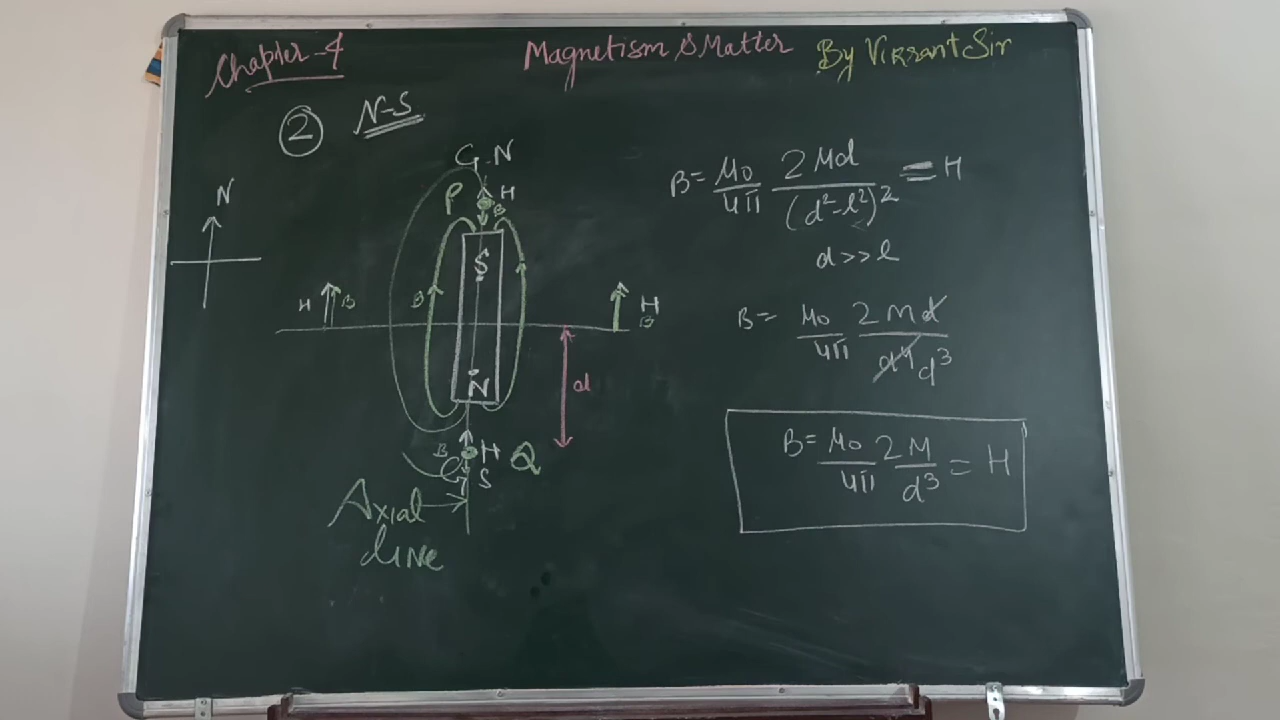 Chapter-4
Magnetism & Matter
By Vikrant Sir
② N-S
N
G.N
P
H
B
S
B
H B
H
B
d
N
B H Q
G S
Axial
Line
B = μ₀/4π 2Md/(d²-l²)² = H
d >> l
B = μ₀/4π 2Md/d⁴ d³
B = μ₀/4π 2M/d³ = H